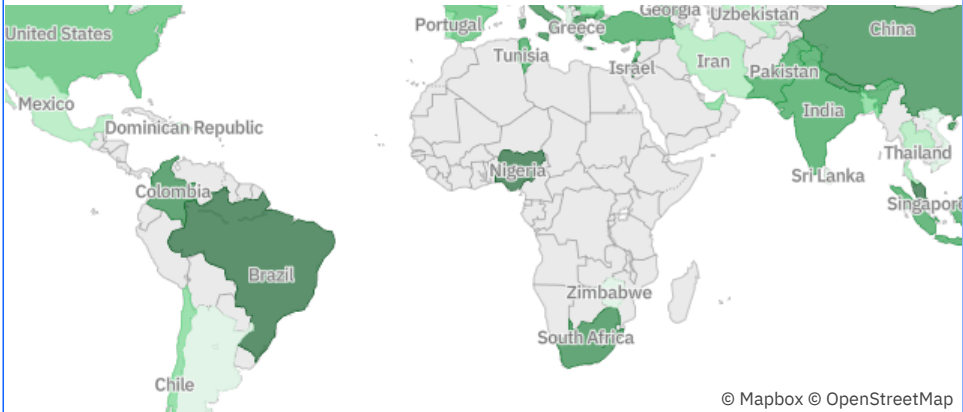 Georgia
Uzbekistan
Portugal
Greece
China
United States
Tunisia
Israel
Iran
Pakistan
Mexico
India
Dominican Republic
Thailand
Nigeria
Sri Lanka
Colombia
Singapore
Brazil
Zimbabwe
South Africa
Chile
© Mapbox © OpenStreetMap